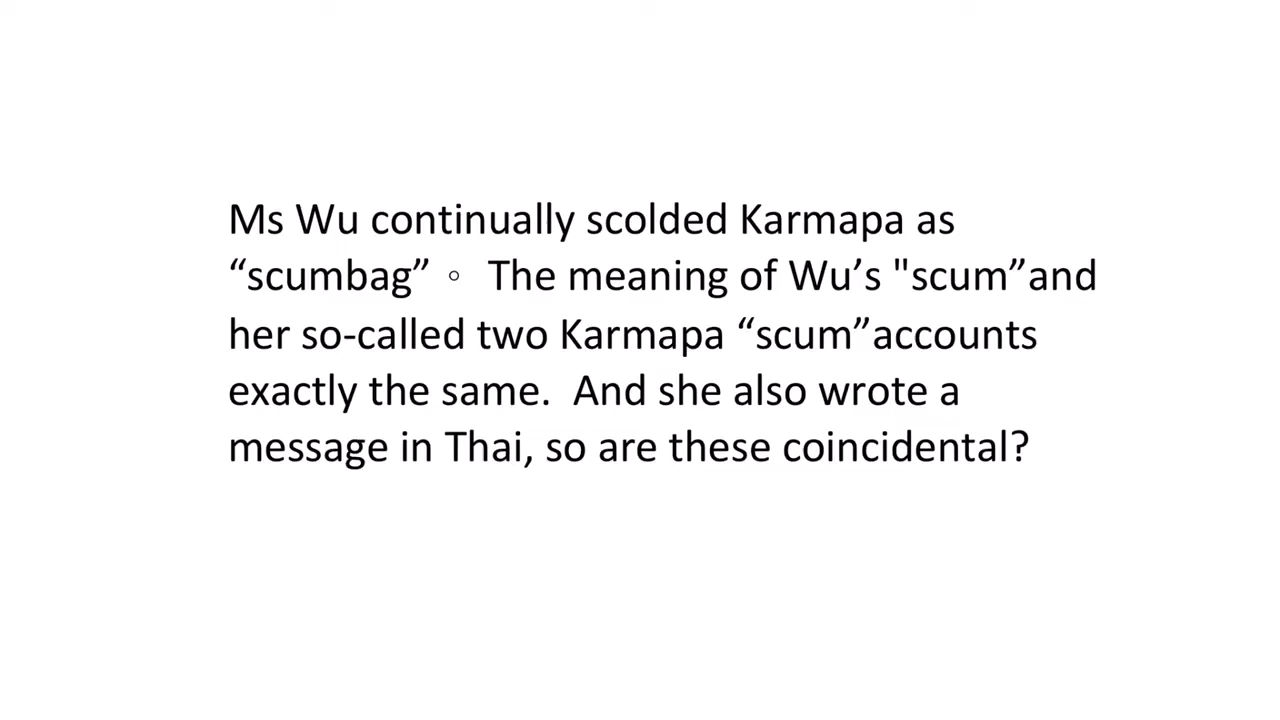 Ms Wu continually scolded Karmapa as
“scumbag”。 The meaning of Wu’s "scum”and
her so-called two Karmapa “scum”accounts
exactly the same.  And she also wrote a
message in Thai, so are these coincidental?